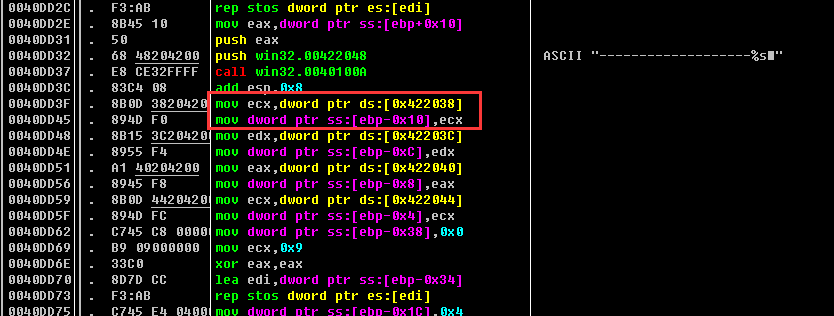 0040DD2C . F3:AB rep stos dword ptr es:[edi]
0040DD2E . 8B45 10 mov eax,dword ptr ss:[ebp+0x10]
0040DD31 . 50 push eax
0040DD32 . 68 48204200 push win32.00422048 ASCII "-------------------%s■"
0040DD37 . E8 CE32FFFF call win32.0040100A
0040DD3C . 83C4 08 add esp,0x8
0040DD3F . 8B0D 38204200 mov ecx,dword ptr ds:[0x422038]
0040DD45 . 894D F0 mov dword ptr ss:[ebp-0x10],ecx
0040DD48 . 8B15 3C204200 mov edx,dword ptr ds:[0x42203C]
0040DD4E . 8955 F4 mov dword ptr ss:[ebp-0xC],edx
0040DD51 . A1 40204200 mov eax,dword ptr ds:[0x422040]
0040DD56 . 8945 F8 mov dword ptr ss:[ebp-0x8],eax
0040DD59 . 8B0D 44204200 mov ecx,dword ptr ds:[0x422044]
0040DD5F . 894D FC mov dword ptr ss:[ebp-0x4],ecx
0040DD62 . C745 C8 00000 mov dword ptr ss:[ebp-0x38],0x0
0040DD69 . B9 09000000 mov ecx,0x9
0040DD6E . 33C0 xor eax,eax
0040DD70 . 8D7D CC lea edi,dword ptr ss:[ebp-0x34]
0040DD73 . F3:AB rep stos dword ptr es:[edi]
0040DD75 . C745 E4 04000 mov dword ptr ss:[ebp-0x1C],0x4